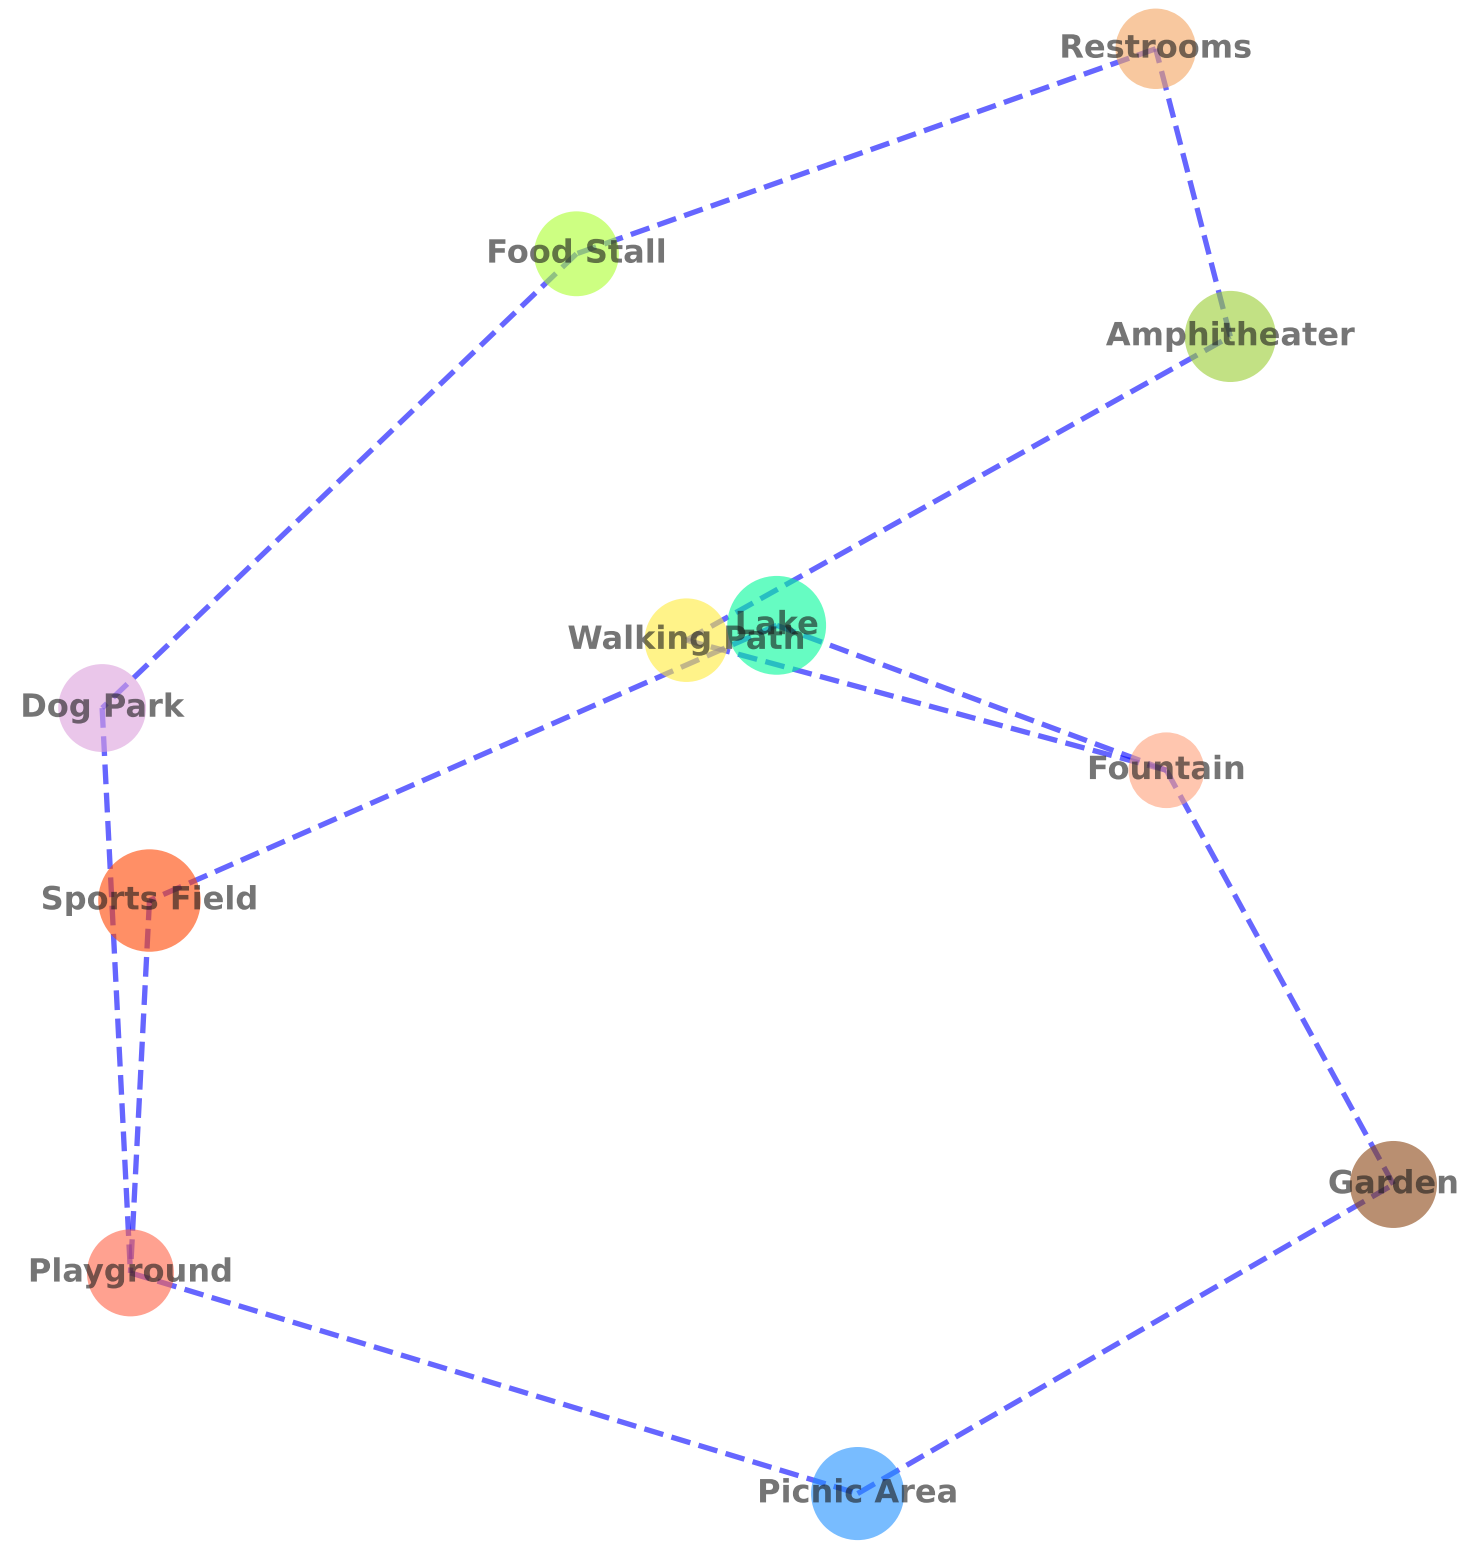 Restrooms
Food Stall
Amphitheater
Lake
Walking Path
Dog Park
Fountain
Sports Field
Garden
Playground
Picnic Area